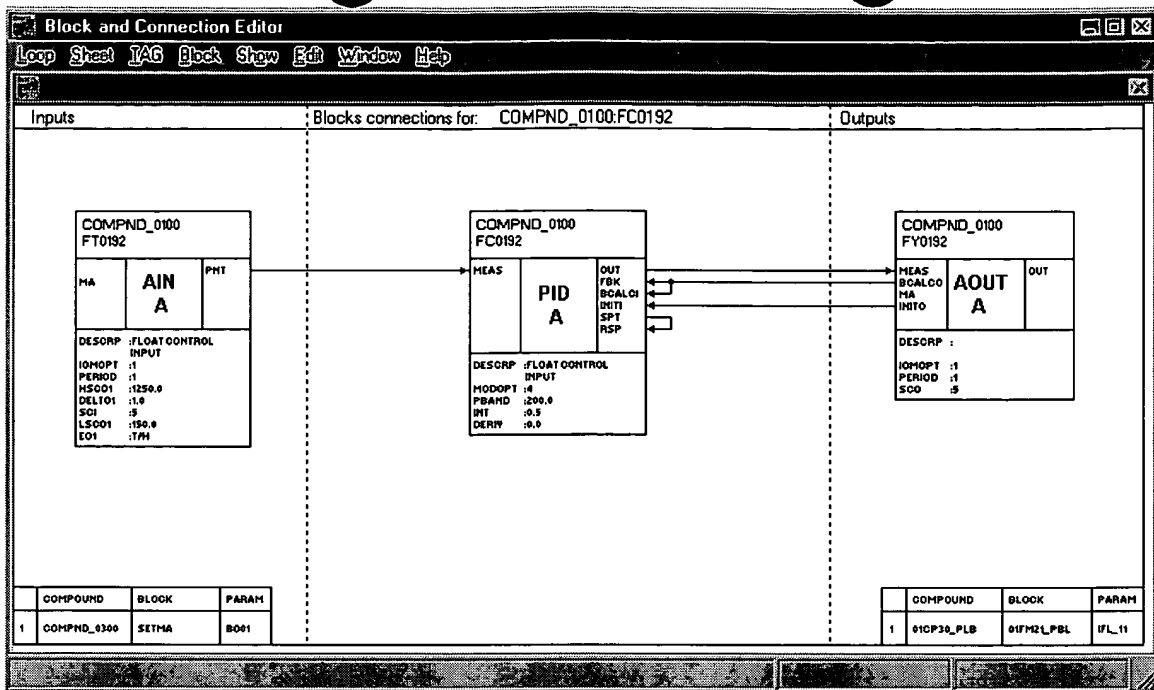 Block and Connection Editor
Loop Sheet TAG Block Show Edit Window Help
Inputs
Blocks connections for: COMPND_0100:FC0192
Outputs
COMPND_0100
FT0192
MA
AIN
A
PNT
DESCRP :FLOAT CONTROL
INPUT
IOMOPT :1
PERIOD :1
HSCO1 :1250.0
DELTO1 :1.0
SCI :5
LSCO1 :150.0
EO1 :T/H
COMPND_0100
FC0192
MEAS
PID
A
OUT
FBK
BCALCI
INITI
SPT
RSP
DESCRP :FLOAT CONTROL
INPUT
MODOPT :4
PBAND :200.0
INT :0.5
DERIV :0.0
COMPND_0100
FY0192
MEAS
BCALCO
MA
INITO
AOUT
A
OUT
DESCRP :
IOMOPT :1
PERIOD :1
SCO :5
COMPOUND BLOCK PARAM
1 COMPND_0300 SETMA BO01
COMPOUND BLOCK PARAM
1 01CP30_PLB 01FM21_PBL IFL_11